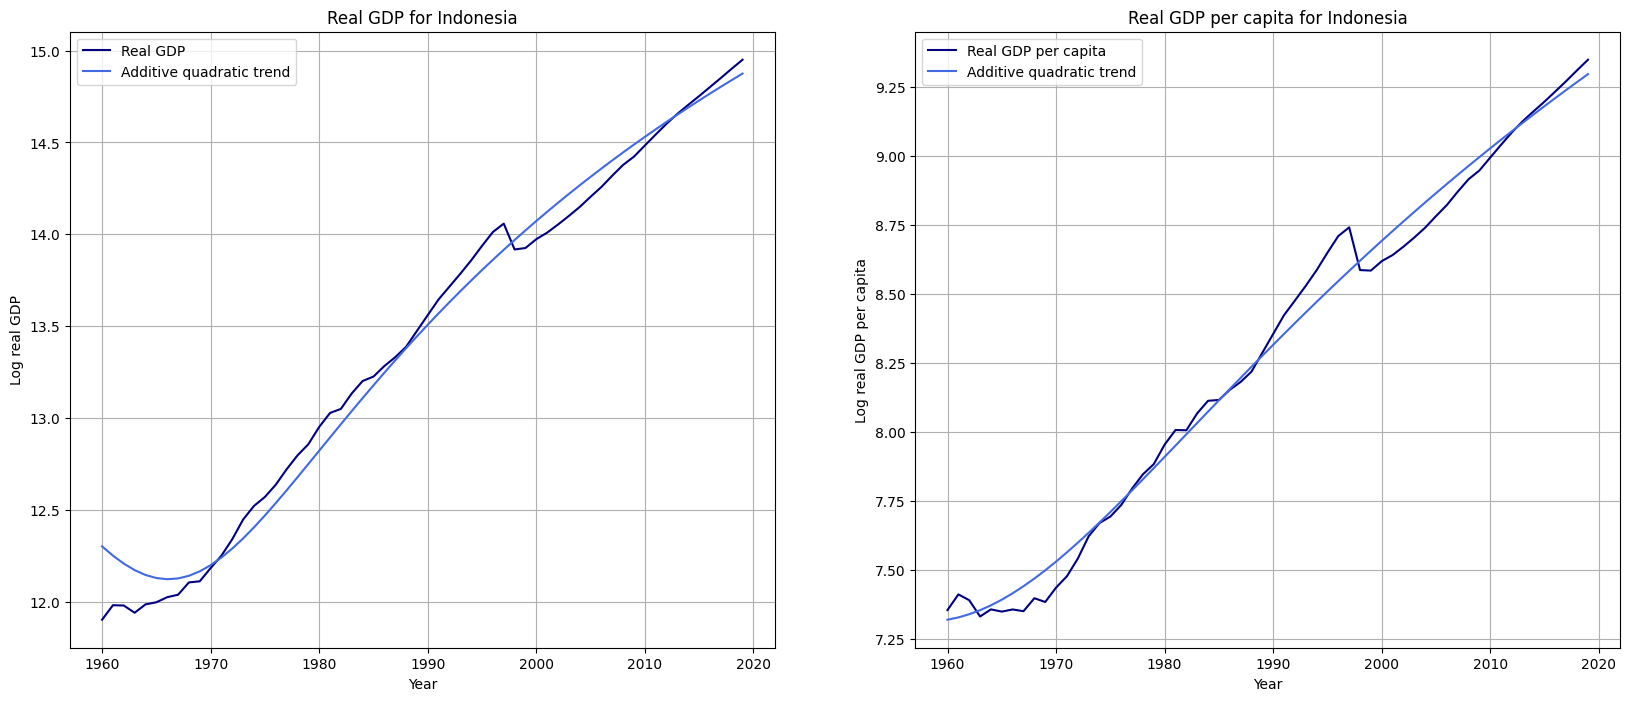 Real GDP for Indonesia
Real GDP
Additive quadratic trend
15.0
14.5
14.0
13.5
13.0
12.5
12.0
Log real GDP
1960 1970 1980 1990 2000 2010 2020
Year
Real GDP per capita for Indonesia
Real GDP per capita
Additive quadratic trend
9.25
9.00
8.75
8.50
8.25
8.00
7.75
7.50
7.25
Log real GDP per capita
1960 1970 1980 1990 2000 2010 2020
Year